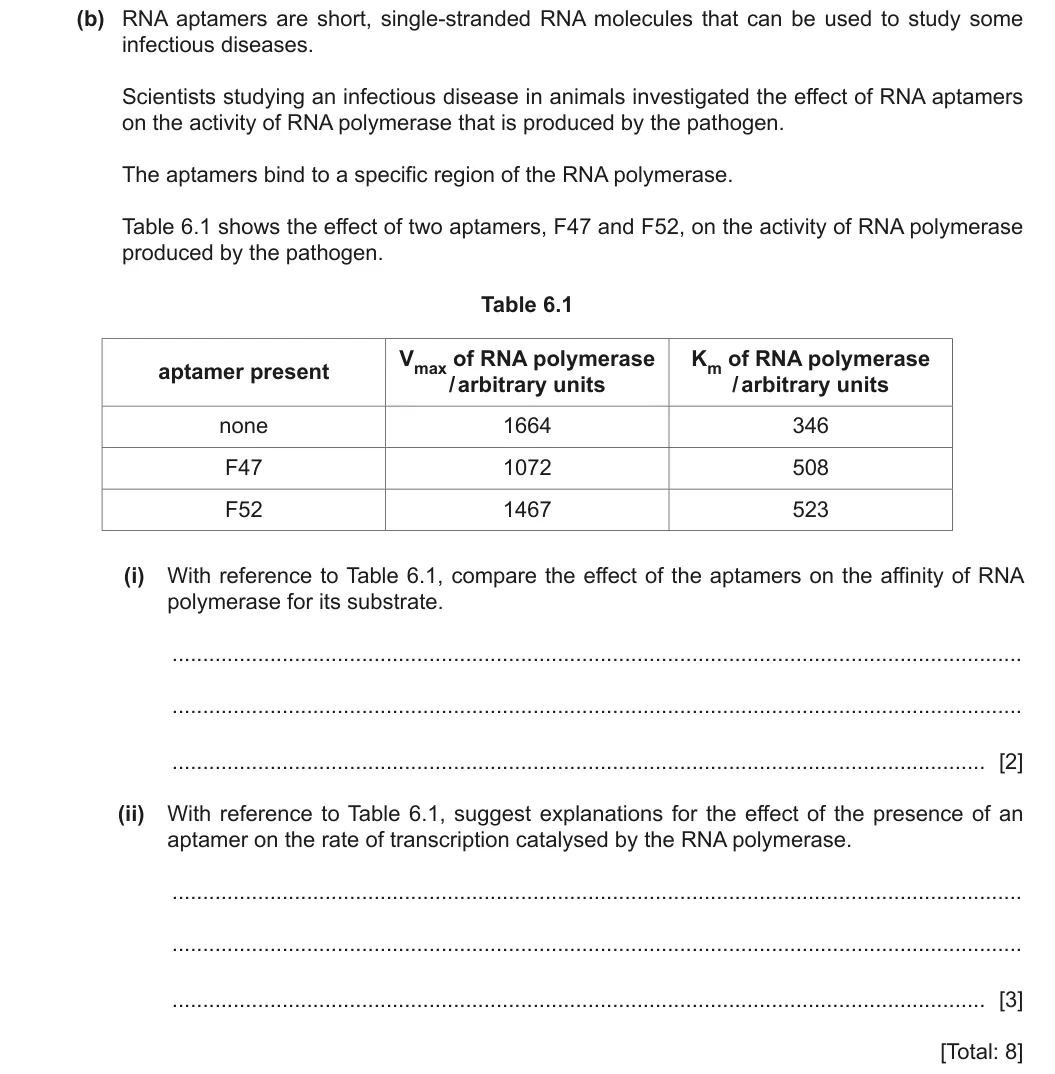 (b) RNA aptamers are short, single-stranded RNA molecules that can be used to study some
infectious diseases.
Scientists studying an infectious disease in animals investigated the effect of RNA aptamers
on the activity of RNA polymerase that is produced by the pathogen.
The aptamers bind to a specific region of the RNA polymerase.
Table 6.1 shows the effect of two aptamers, F47 and F52, on the activity of RNA polymerase
produced by the pathogen.
Table 6.1
aptamer present
Vmax of RNA polymerase
/arbitrary units
Km of RNA polymerase
/arbitrary units
none 1664 346
F47 1072 508
F52 1467 523
(i) With reference to Table 6.1, compare the effect of the aptamers on the affinity of RNA
polymerase for its substrate.
...................................................................................................................................
...................................................................................................................................
............................................................................................................................. [2]
(ii) With reference to Table 6.1, suggest explanations for the effect of the presence of an
aptamer on the rate of transcription catalysed by the RNA polymerase.
...................................................................................................................................
...................................................................................................................................
............................................................................................................................. [3]
[Total: 8]